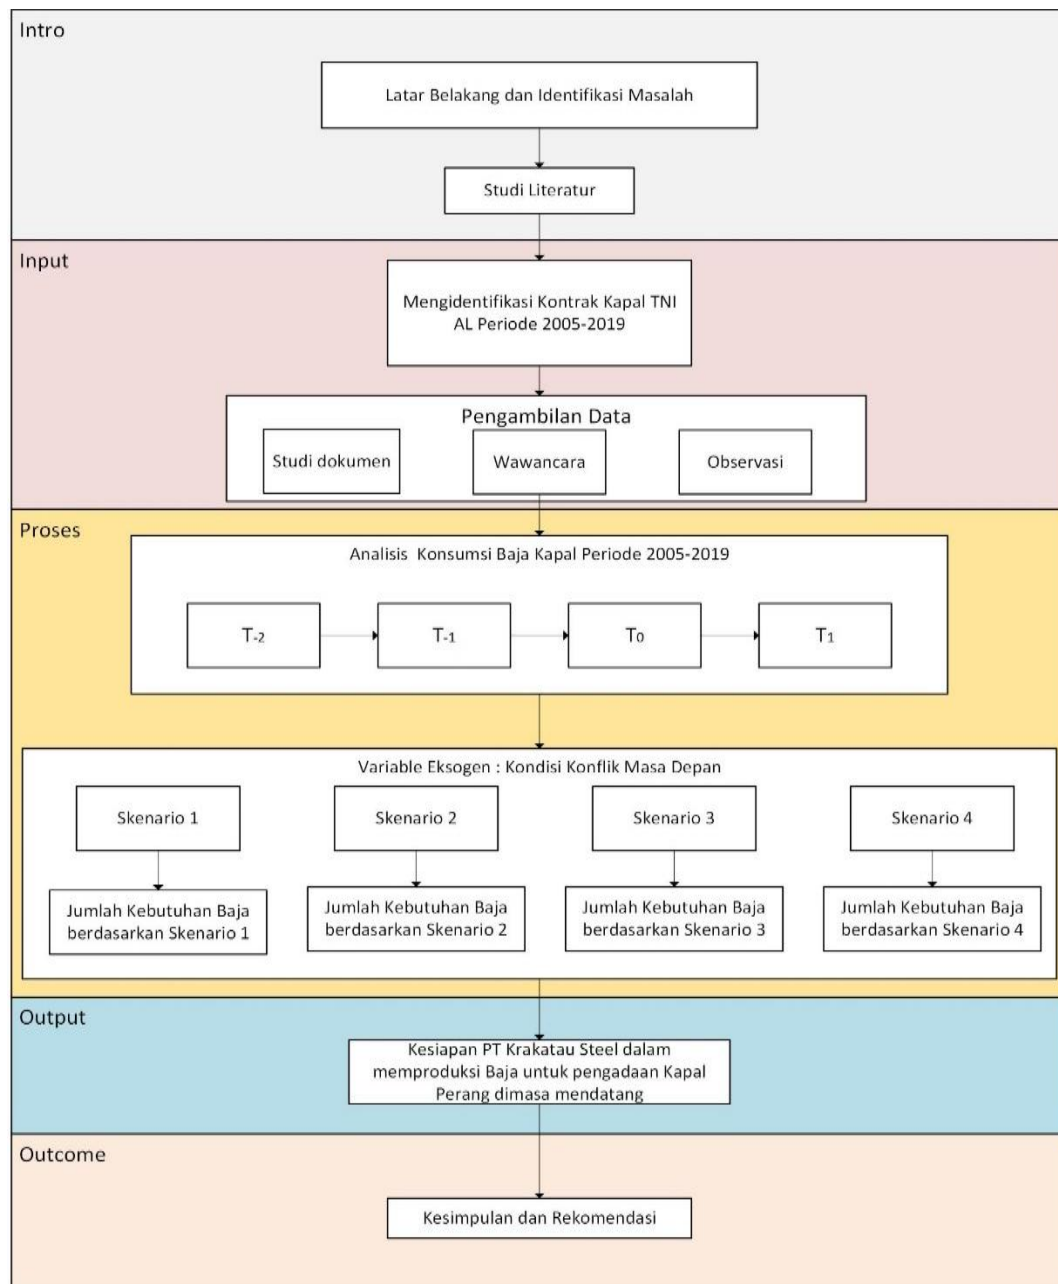 Intro
Latar Belakang dan Identifikasi Masalah
Studi Literatur
Input
Mengidentifikasi Kontrak Kapal TNI
AL Periode 2005-2019
Pengambilan Data
Studi dokumen
Wawancara
Observasi
Proses
Analisis Konsumsi Baja Kapal Periode 2005-2019
T-2
T-1
T0
T1
Variable Eksogen : Kondisi Konflik Masa Depan
Skenario 1
Skenario 2
Skenario 3
Skenario 4
Jumlah Kebutuhan Baja
berdasarkan Skenario 1
Jumlah Kebutuhan Baja
berdasarkan Skenario 2
Jumlah Kebutuhan Baja
berdasarkan Skenario 3
Jumlah Kebutuhan Baja
berdasarkan Skenario 4
Output
Kesiapan PT Krakatau Steel dalam
memproduksi Baja untuk pengadaan Kapal
Perang dimasa mendatang
Outcome
Kesimpulan dan Rekomendasi